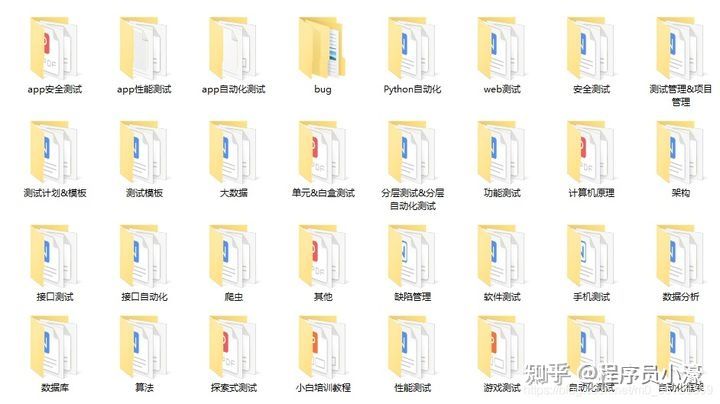 app安全测试
app性能测试
app自动化测试
bug
Python自动化
web测试
安全测试
测试管理&项目
管理
测试计划&模板
测试模板
大数据
单元&白盒测试
分层测试&分层
自动化测试
功能测试
计算机原理
架构
接口测试
接口自动化
爬虫
其他
缺陷管理
软件测试
手机测试
数据分析
数据库
算法
探索式测试
小白培训教程
性能测试
游戏测试
自动化测试
自动化框架
知乎 @程序员小濠